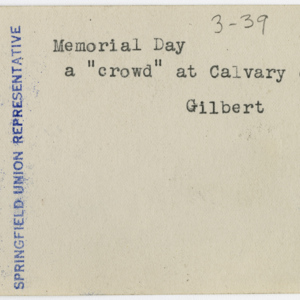 3-39
Memorial Day
a "crowd" at Calvary
Gilbert
SPRINGFIELD UNION REPRESENTATIVE